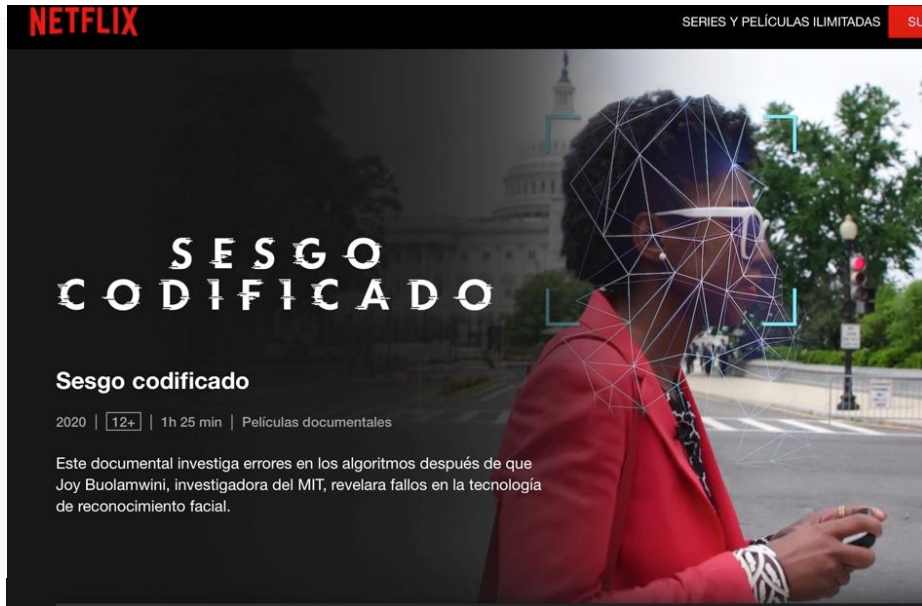 NETFLIX
SERIES Y PELÍCULAS ILIMITADAS
SU
SESGO
CODIFICADO
Sesgo codificado
2020 | 12+ | 1h 25 min | Películas documentales
Este documental investiga errores en los algoritmos después de que
Joy Buolamwini, investigadora del MIT, revelara fallos en la tecnología
de reconocimiento facial.